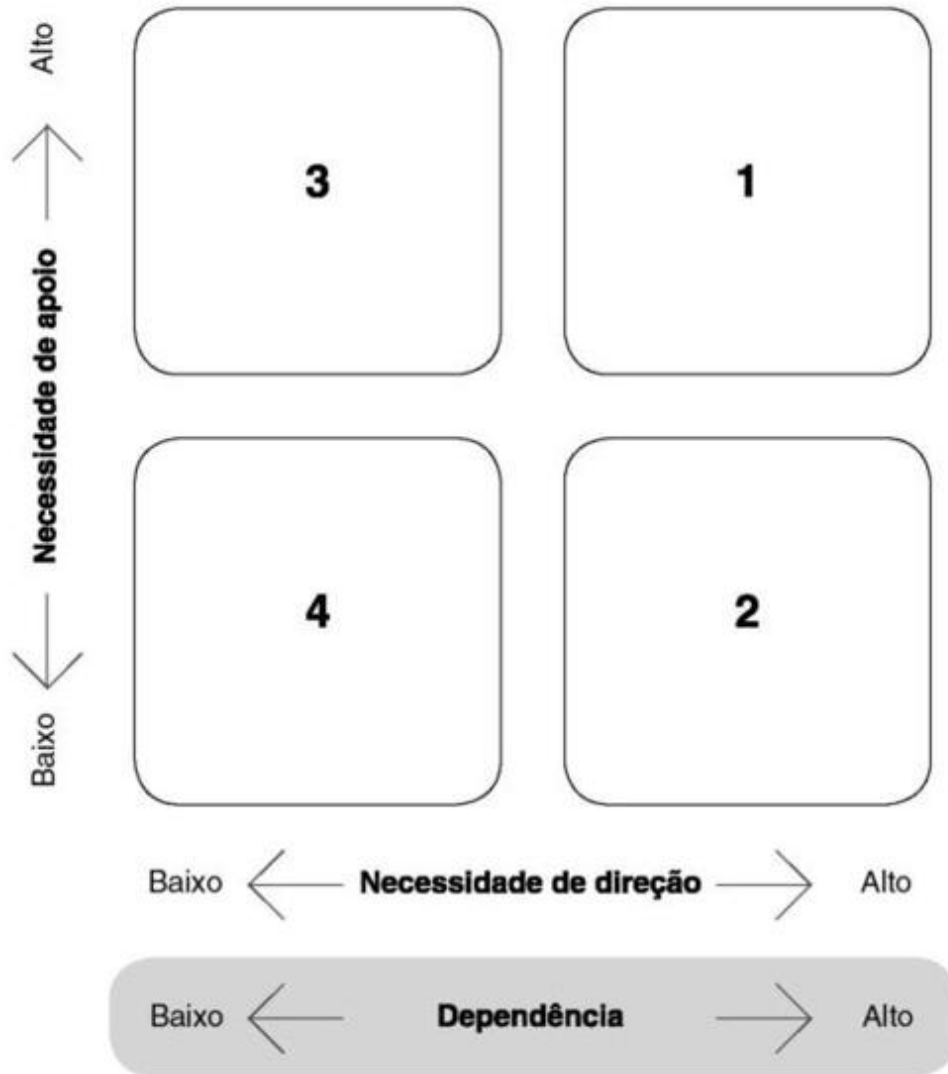 Alto
Necessidade de apoio
Baixo
3
1
4
2
Baixo Necessidade de direção Alto
Baixo Dependência Alto